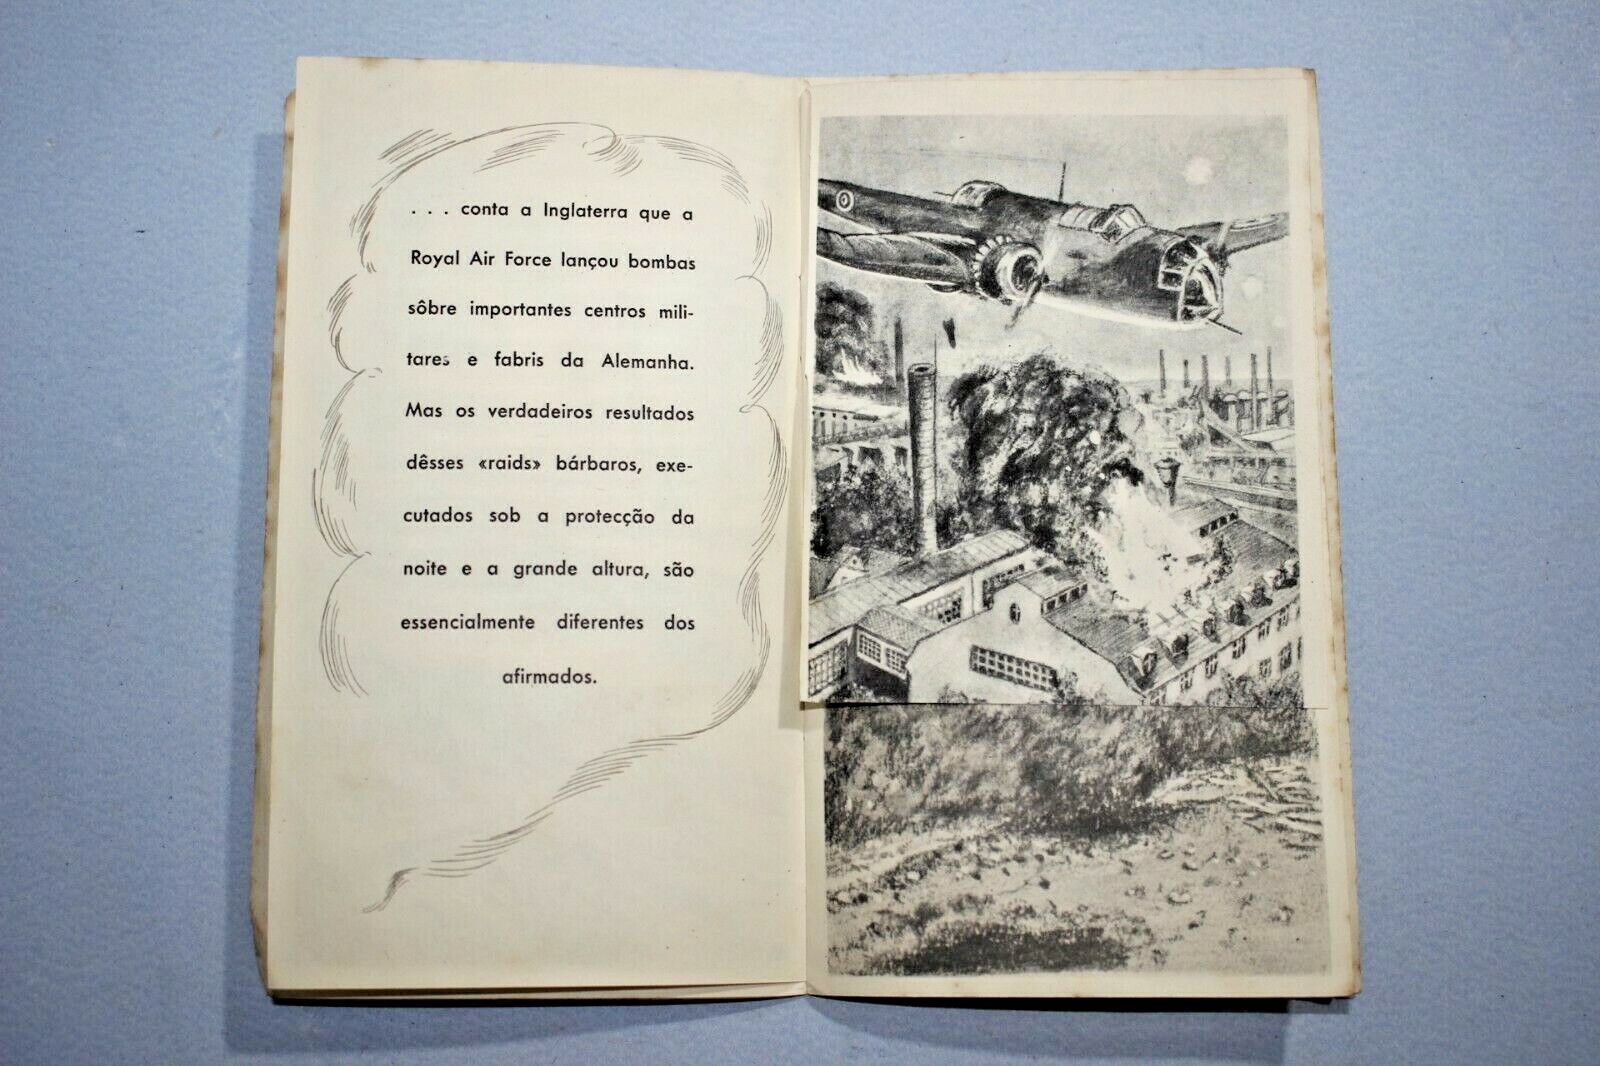 . . . conta a Inglaterra que a
Royal Air Force lançou bombas
sôbre importantes centros mili-
tares e fabris da Alemanha.
Mas os verdadeiros resultados
dêsses «raids» bárbaros, exe-
cutados sob a protecção da
noite e a grande altura, são
essencialmente diferentes dos
afirmados.